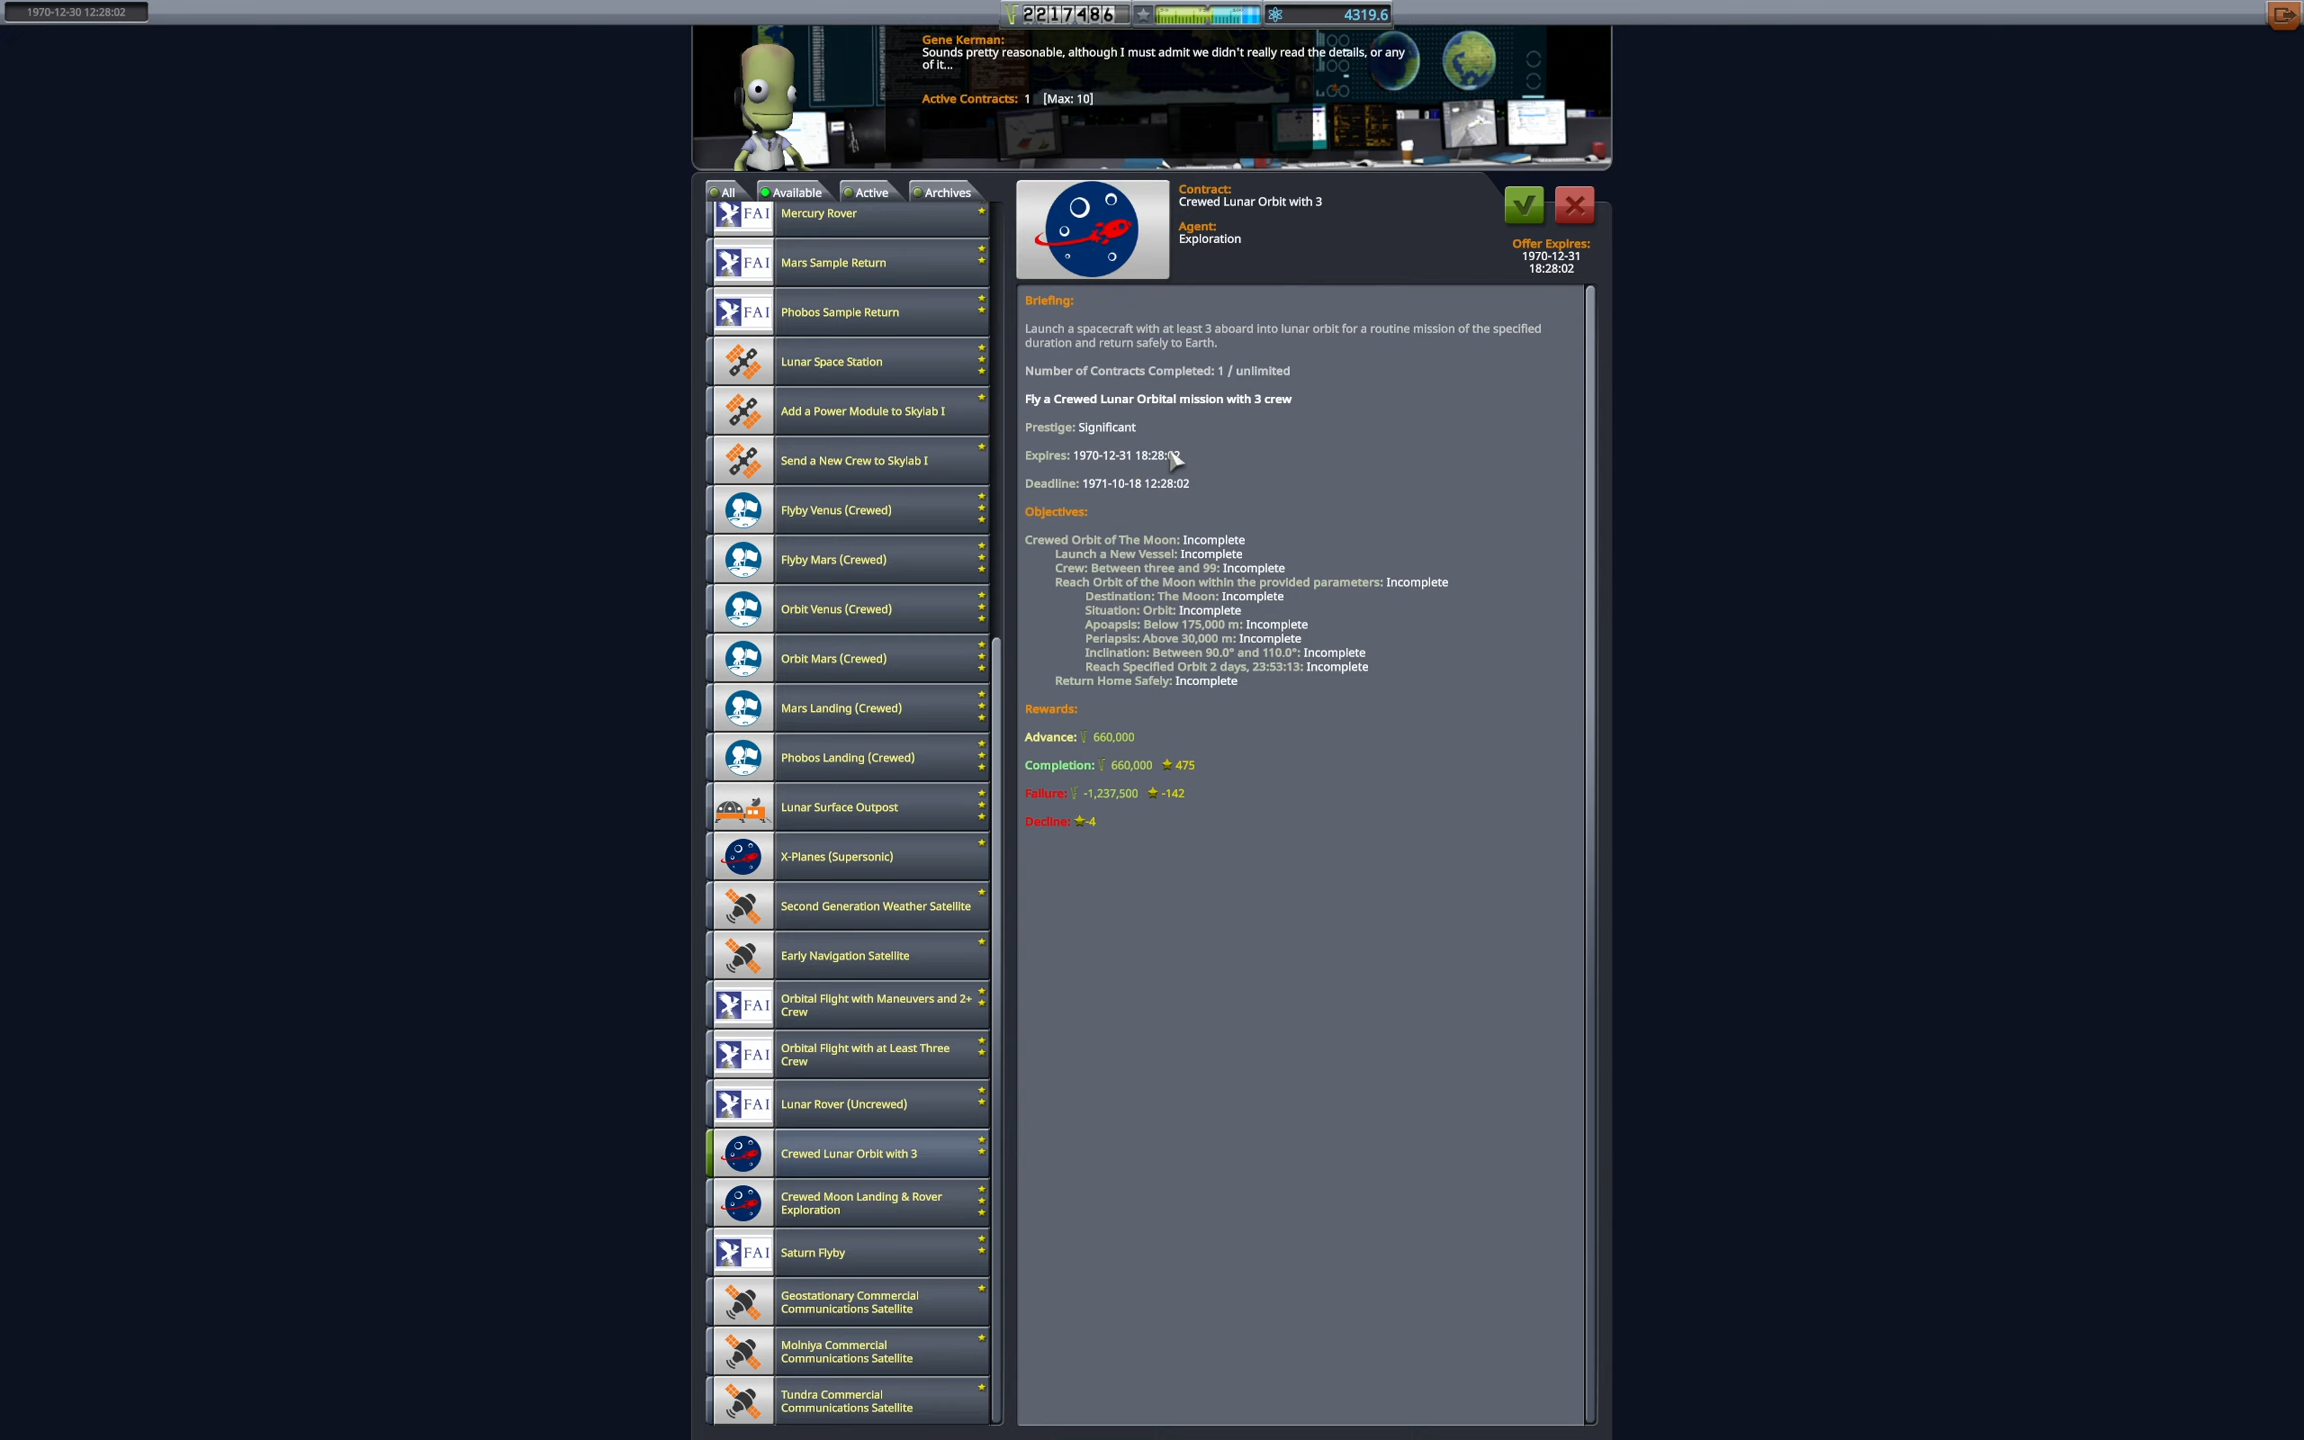 1970-12-30 12:28:02
2217486
4319.6
Gene Kerman:
Sounds pretty reasonable, although I must admit we didn't really read the details, or any
of it...
Active Contracts: 1 [Max: 10]
All
Available
Active
Archives
FAI
Mercury Rover
FAI
Mars Sample Return
FAI
Phobos Sample Return
Lunar Space Station
Add a Power Module to Skylab I
Send a New Crew to Skylab I
Flyby Venus (Crewed)
Flyby Mars (Crewed)
Orbit Venus (Crewed)
Orbit Mars (Crewed)
Mars Landing (Crewed)
Phobos Landing (Crewed)
Lunar Surface Outpost
X-Planes (Supersonic)
Second Generation Weather Satellite
Early Navigation Satellite
FAI
Orbital Flight with Maneuvers and 2+
Crew
FAI
Orbital Flight with at Least Three
Crew
FAI
Lunar Rover (Uncrewed)
Crewed Lunar Orbit with 3
Crewed Moon Landing & Rover
Exploration
FAI
Saturn Flyby
Geostationary Commercial
Communications Satellite
Molniya Commercial
Communications Satellite
Tundra Commercial
Communications Satellite
Contract:
Crewed Lunar Orbit with 3
Agent:
Exploration
Offer Expires:
1970-12-31
18:28:02
Briefing:
Launch a spacecraft with at least 3 aboard into lunar orbit for a routine mission of the specified
duration and return safely to Earth.
Number of Contracts Completed: 1 / unlimited
Fly a Crewed Lunar Orbital mission with 3 crew
Prestige: Significant
Expires: 1970-12-31 18:28:02
Deadline: 1971-10-18 12:28:02
Objectives:
Crewed Orbit of The Moon: Incomplete
Launch a New Vessel: Incomplete
Crew: Between three and 99: Incomplete
Reach Orbit of the Moon within the provided parameters: Incomplete
Destination: The Moon: Incomplete
Situation: Orbit: Incomplete
Apoapsis: Below 175,000 m: Incomplete
Periapsis: Above 30,000 m: Incomplete
Inclination: Between 90.0° and 110.0°: Incomplete
Reach Specified Orbit 2 days, 23:53:13: Incomplete
Return Home Safely: Incomplete
Rewards:
Advance: 660,000
Completion: 660,000 475
Failure: -1,237,500 -142
Decline: -4